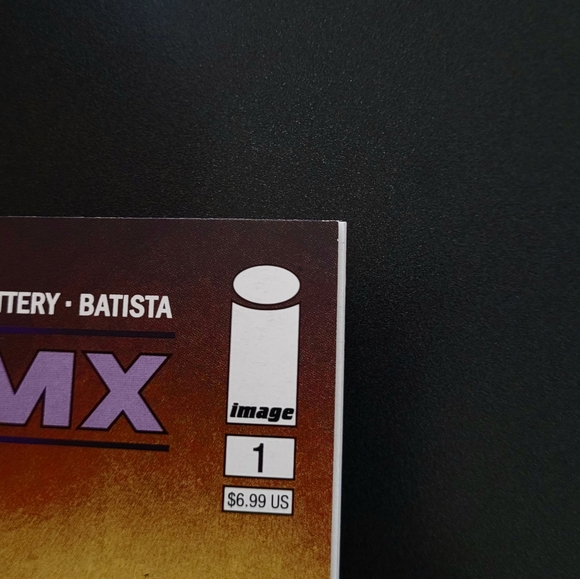 TTERY · BATISTA
MX
image
1
$6.99 US